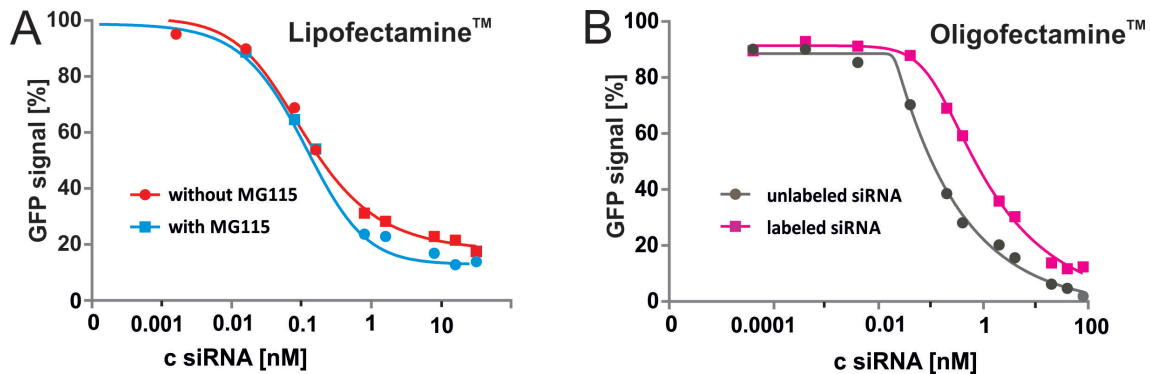 A
Lipofectamine™
GFP signal [%]
100
80
60
40
20
0
without MG115
with MG115
0 0.001 0.01 0.1 1 10
c siRNA [nM]
B
Oligofectamine™
GFP signal [%]
100
80
60
40
20
0
unlabeled siRNA
labeled siRNA
0 0.0001 0.01 1 100
c siRNA [nM]